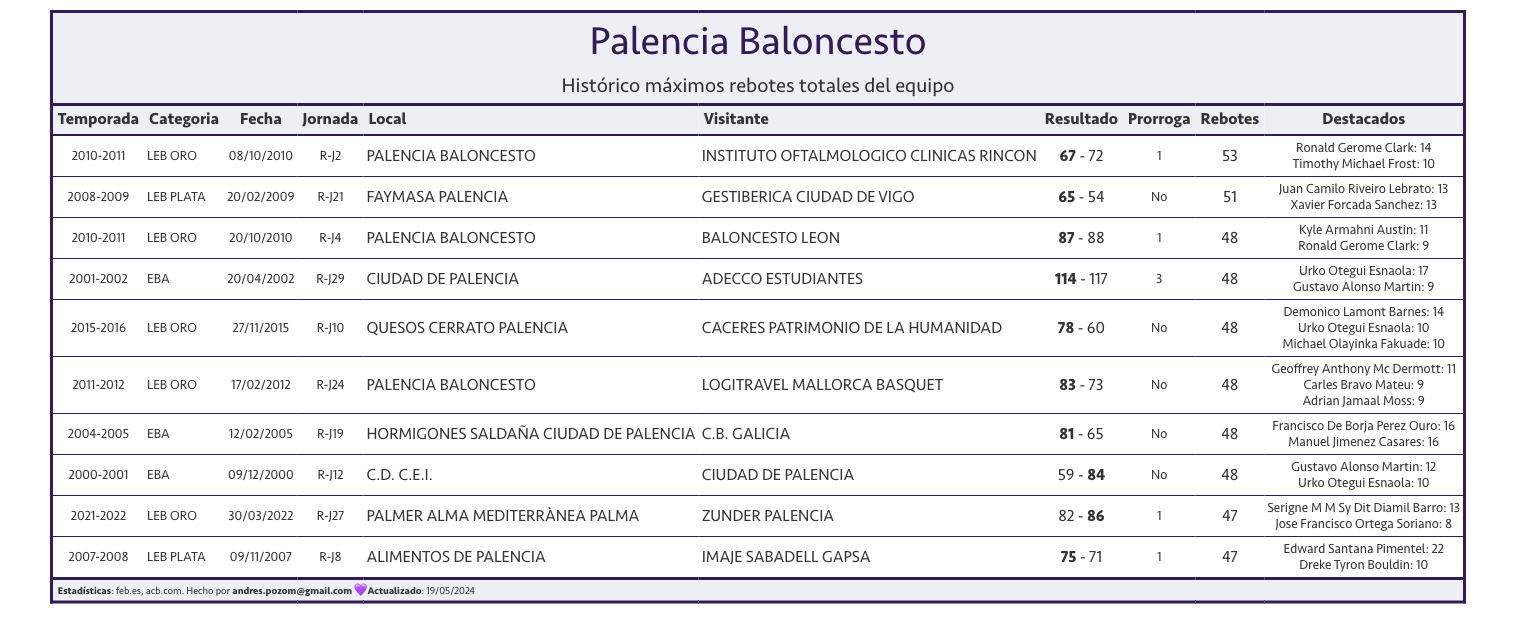 Palencia Baloncesto
Histórico máximos rebotes totales del equipo
Temporada Categoria Fecha Jornada Local Visitante Resultado Prorroga Rebotes Destacados
2010-2011 LEB ORO 08/10/2010 R-J2 PALENCIA BALONCESTO INSTITUTO OFTALMOLOGICO CLINICAS RINCON 67 - 72 1 53 Ronald Gerome Clark: 14
Timothy Michael Frost: 10
2008-2009 LEB PLATA 20/02/2009 R-J21 FAYMASA PALENCIA GESTIBERICA CIUDAD DE VIGO 65 - 54 No 51 Juan Camilo Riveiro Lebrato: 13
Xavier Forcada Sanchez: 13
2010-2011 LEB ORO 20/10/2010 R-J4 PALENCIA BALONCESTO BALONCESTO LEON 87 - 88 1 48 Kyle Armahni Austin: 11
Ronald Gerome Clark: 9
2001-2002 EBA 20/04/2002 R-J29 CIUDAD DE PALENCIA ADECCO ESTUDIANTES 114 - 117 3 48 Urko Otegui Esnaola: 17
Gustavo Alonso Martin: 9
2015-2016 LEB ORO 27/11/2015 R-J10 QUESOS CERRATO PALENCIA CACERES PATRIMONIO DE LA HUMANIDAD 78 - 60 No 48 Demonico Lamont Barnes: 14
Urko Otegui Esnaola: 10
Michael Olayinka Fakuade: 10
2011-2012 LEB ORO 17/02/2012 R-J24 PALENCIA BALONCESTO LOGITRAVEL MALLORCA BASQUET 83 - 73 No 48 Geoffrey Anthony Mc Dermott: 11
Carles Bravo Mateu: 9
Adrian Jamaal Moss: 9
2004-2005 EBA 12/02/2005 R-J19 HORMIGONES SALDAÑA CIUDAD DE PALENCIA C.B. GALICIA 81 - 65 No 48 Francisco De Borja Perez Ouro: 16
Manuel Jimenez Casares: 16
2000-2001 EBA 09/12/2000 R-J12 C.D. C.E.I. CIUDAD DE PALENCIA 59 - 84 No 48 Gustavo Alonso Martin: 12
Urko Otegui Esnaola: 10
2021-2022 LEB ORO 30/03/2022 R-J27 PALMER ALMA MEDITERRÀNEA PALMA ZUNDER PALENCIA 82 - 86 1 47 Serigne M M Sy Dit Diamil Barro: 13
Jose Francisco Ortega Soriano: 8
2007-2008 LEB PLATA 09/11/2007 R-J8 ALIMENTOS DE PALENCIA IMAJE SABADELL GAPSA 75 - 71 1 47 Edward Santana Pimentel: 22
Dreke Tyron Bouldin: 10
Estadísticas: feb.es, acb.com. Hecho por andres.pozom@gmail.com 💜Actualizado: 19/05/2024